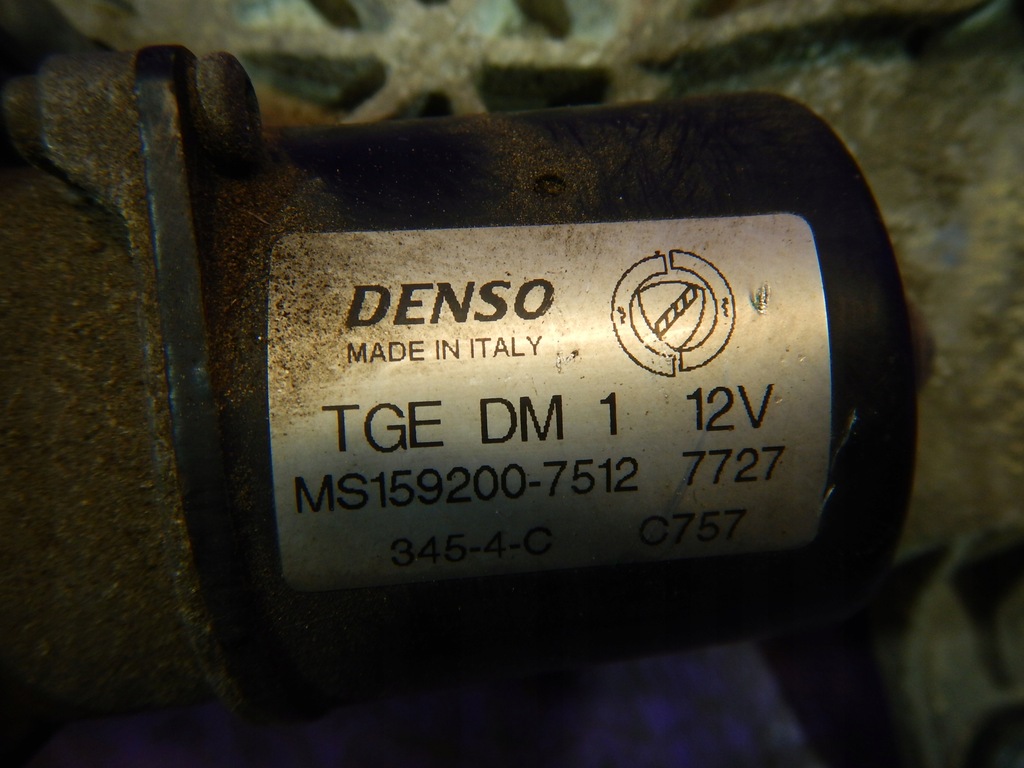 DENSO
MADE IN ITALY
TGE DM 1 12V
MS159200-7512 7727
345-4-C C757